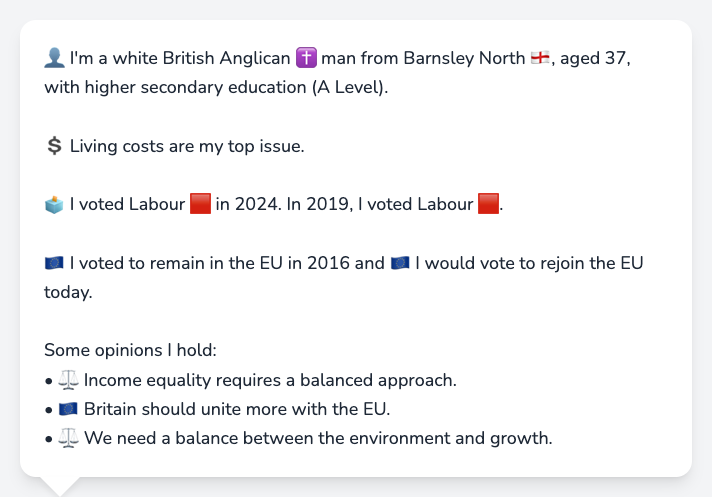 👤 I'm a white British Anglican ✝️ man from Barnsley North 🏴󠁧󠁢󠁥󠁮󠁧󠁿, aged 37,
with higher secondary education (A Level).
💲 Living costs are my top issue.
🗳️ I voted Labour 🟥 in 2024. In 2019, I voted Labour 🟥.
🇪🇺 I voted to remain in the EU in 2016 and 🇪🇺 I would vote to rejoin the EU
today.
Some opinions I hold:
• ⚖️ Income equality requires a balanced approach.
• 🇪🇺 Britain should unite more with the EU.
• ⚖️ We need a balance between the environment and growth.